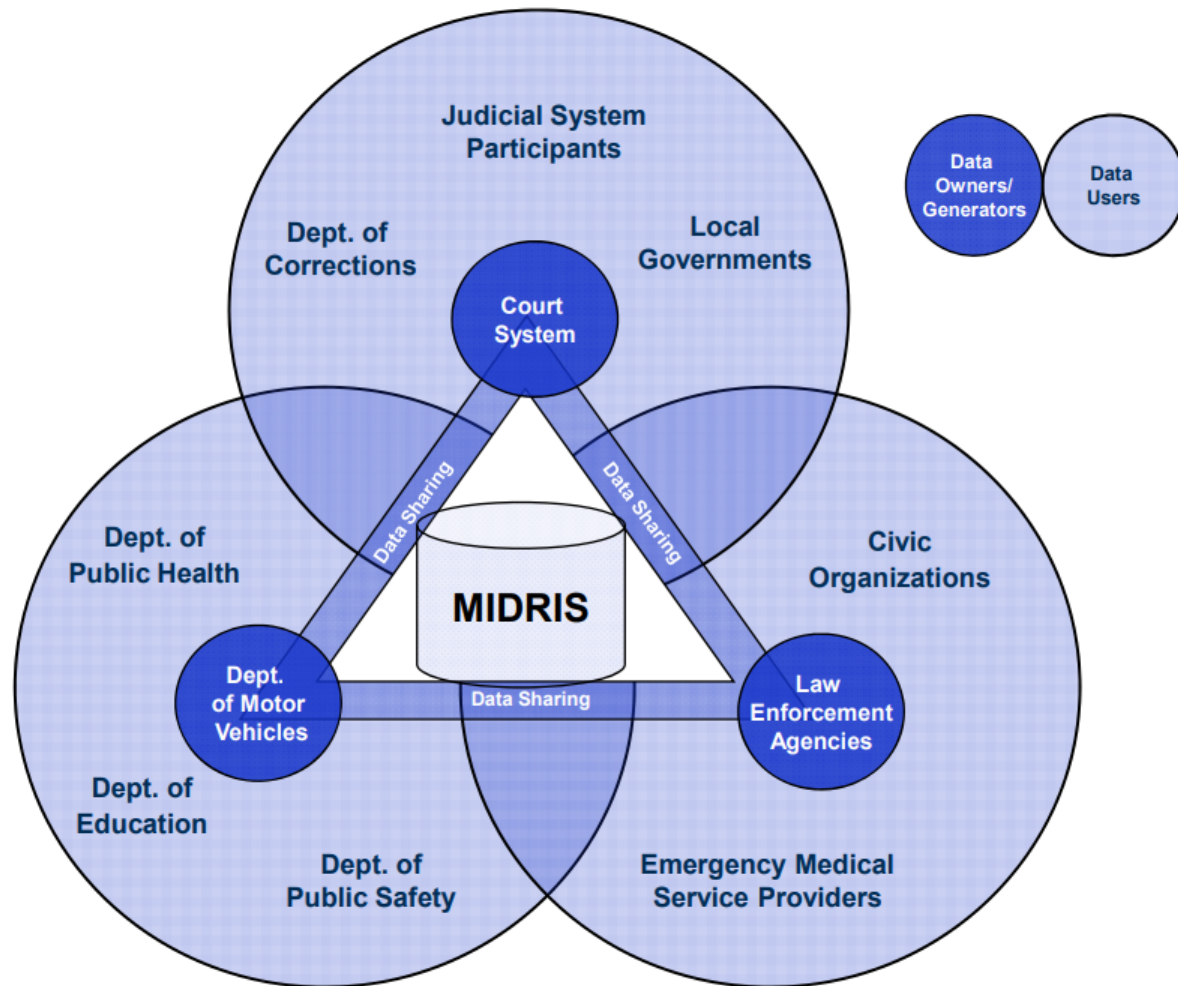 Judicial System
Participants
Dept. of
Corrections
Local
Governments
Court
System
Data
Owners/
Generators
Data
Users
Data Sharing
Data Sharing
Dept. of
Public Health
Civic
Organizations
MIDRIS
Dept.
of Motor
Vehicles
Data Sharing
Law
Enforcement
Agencies
Dept. of
Education
Dept. of
Public Safety
Emergency Medical
Service Providers